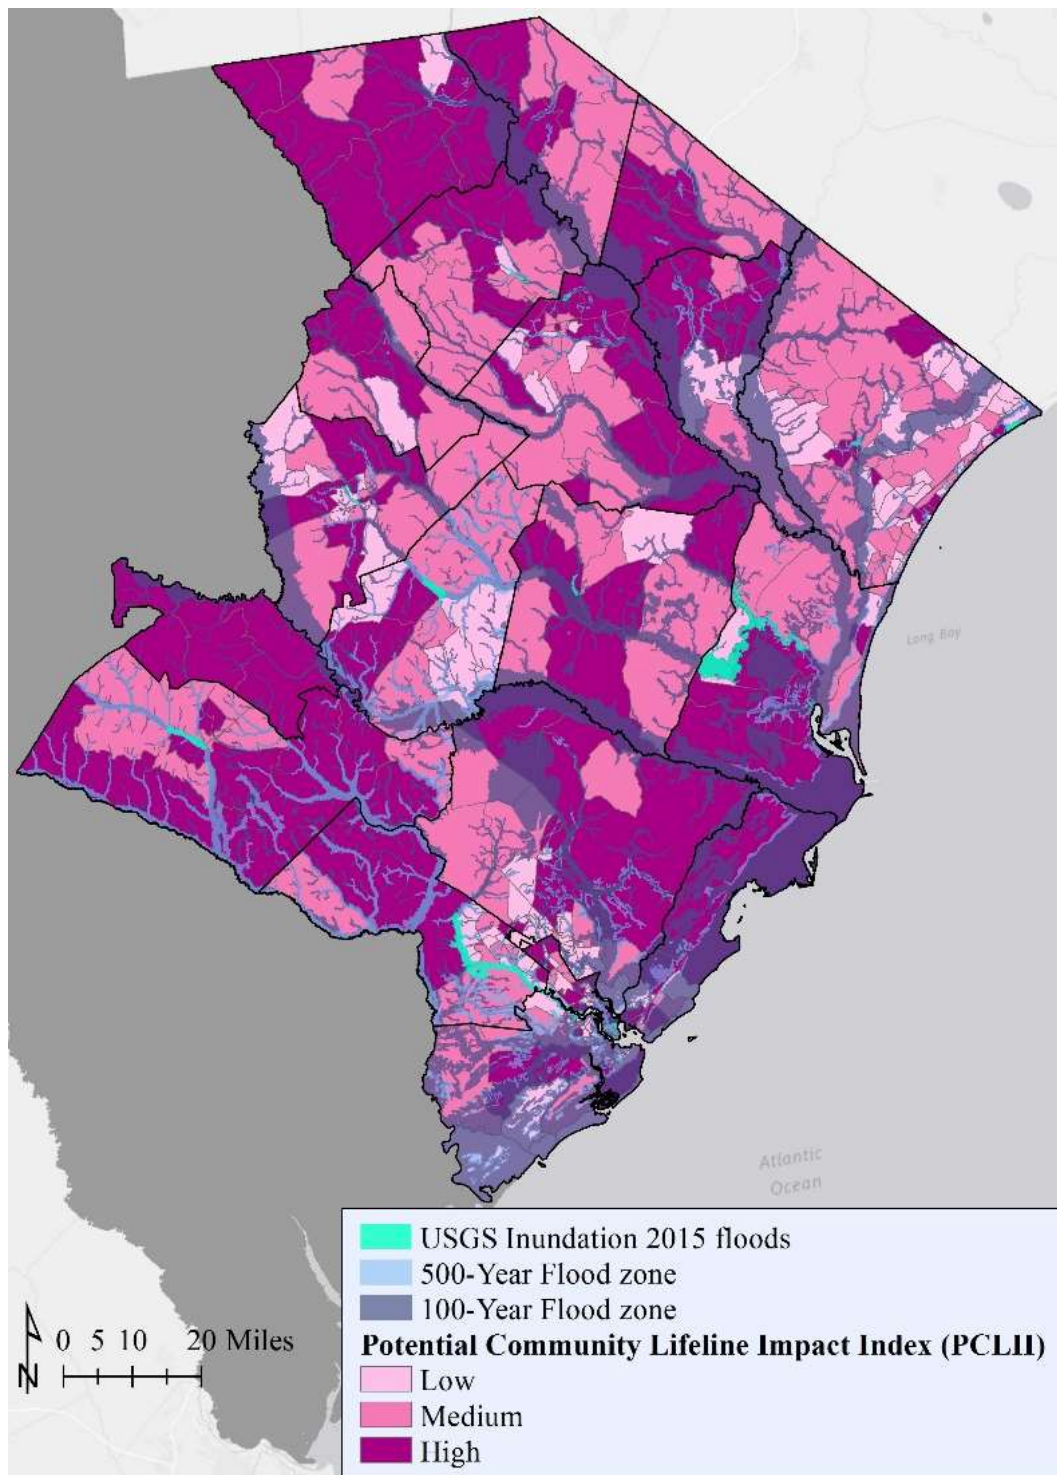 Long Bay
Atlantic
Ocean
USGS Inundation 2015 floods
500-Year Flood zone
100-Year Flood zone
Potential Community Lifeline Impact Index (PCLII)
Low
Medium
High
N
0 5 10 20 Miles